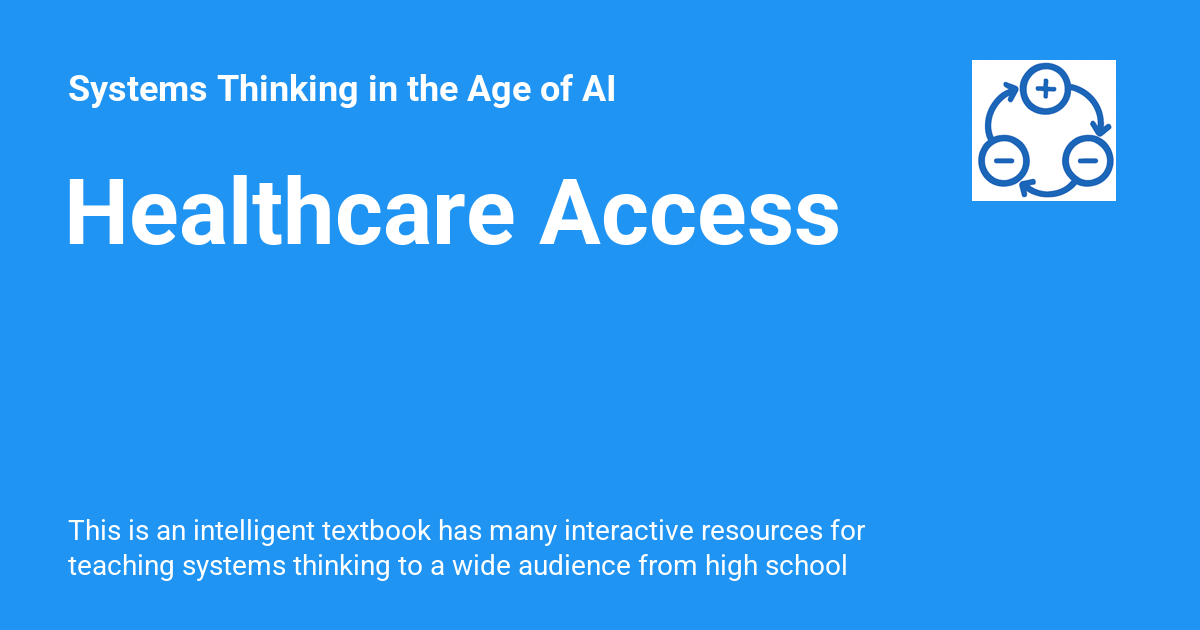 Systems Thinking in the Age of AI
Healthcare Access
This is an intelligent textbook has many interactive resources for
teaching systems thinking to a wide audience from high school